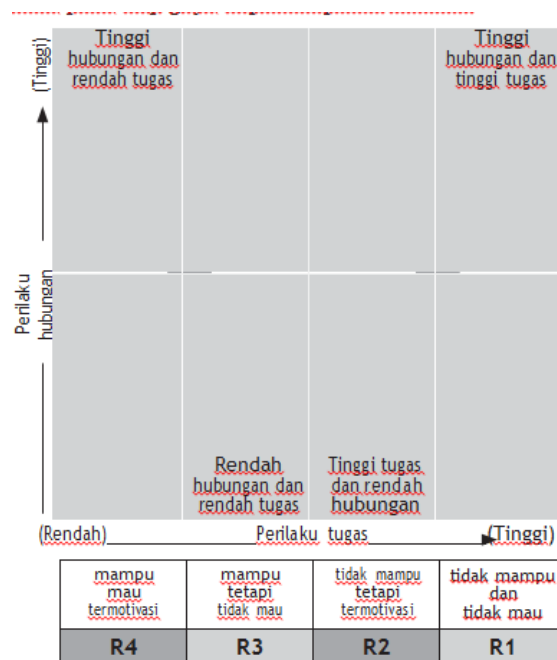 Tinggi
hubungan dan
rendah tugas
Tinggi
hubungan dan
tinggi tugas
(Tinggi)
Perilaku
hubungan
Rendah
hubungan dan
rendah tugas
Tinggi tugas
dan rendah
hubungan
(Rendah) Perilaku tugas (Tinggi)
mampu
mau
termotivasi
mampu
tetapi
tidak mau
tidak mampu
tetapi
termotivasi
tidak mampu
dan
tidak mau
R4 R3 R2 R1